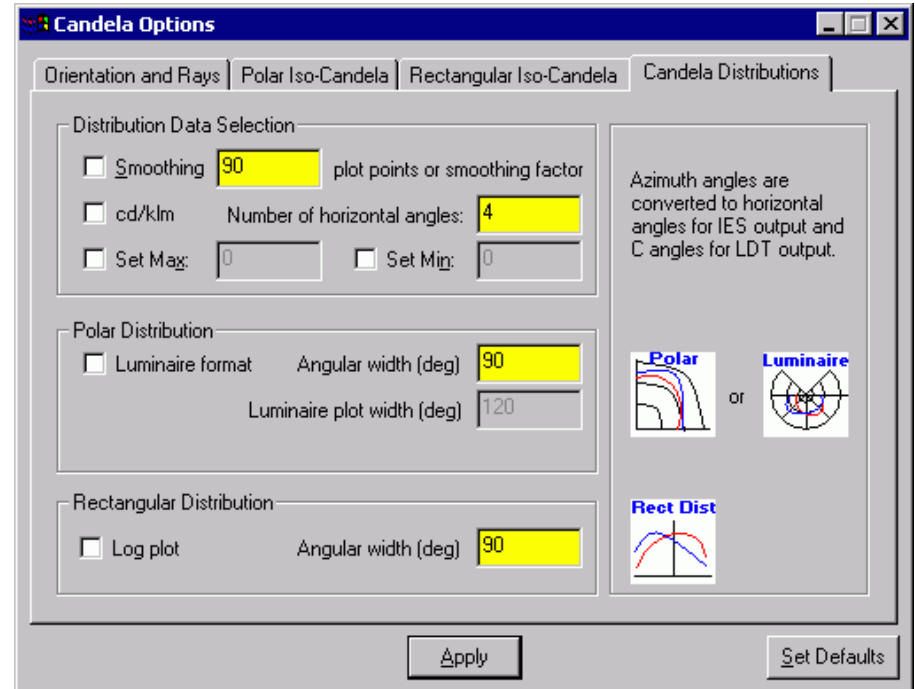 Candela Options
Orientation and Rays Polar Iso-Candela Rectangular Iso-Candela Candela Distributions
Distribution Data Selection
Smoothing 90 plot points or smoothing factor
cd/klm Number of horizontal angles: 4
Set Max: 0 Set Min: 0
Polar Distribution
Luminaire format Angular width (deg) 90
Luminaire plot width (deg) 120
Rectangular Distribution
Log plot Angular width (deg) 90
Azimuth angles are
converted to horizontal
angles for IES output and
C angles for LDT output.
Polar or Luminaire
Rect Dist
Apply Set Defaults